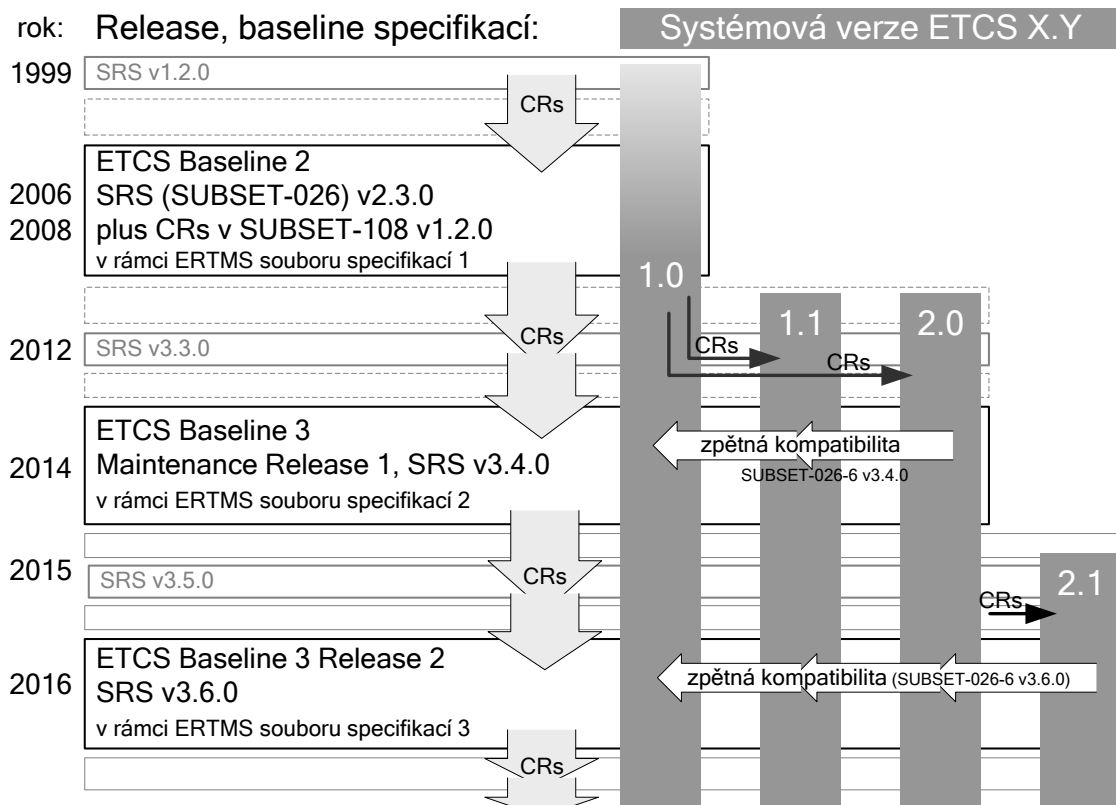 rok: Release, baseline specifikací: Systémová verze ETCS X.Y
1999 SRS v1.2.0
CRs
ETCS Baseline 2
2006 SRS (SUBSET-026) v2.3.0
2008 plus CRs v SUBSET-108 v1.2.0
v rámci ERTMS souboru specifikací 1
1.0
1.1 2.0
CRs
2012 SRS v3.3.0
CRs
CRs
ETCS Baseline 3
zpětná kompatibilita
2014 Maintenance Release 1, SRS v3.4.0
SUBSET-026-6 v3.4.0
v rámci ERTMS souboru specifikací 2
2015 SRS v3.5.0
CRs
2.1
CRs
ETCS Baseline 3 Release 2
zpětná kompatibilita (SUBSET-026-6 v3.6.0)
2016 SRS v3.6.0
v rámci ERTMS souboru specifikací 3
CRs